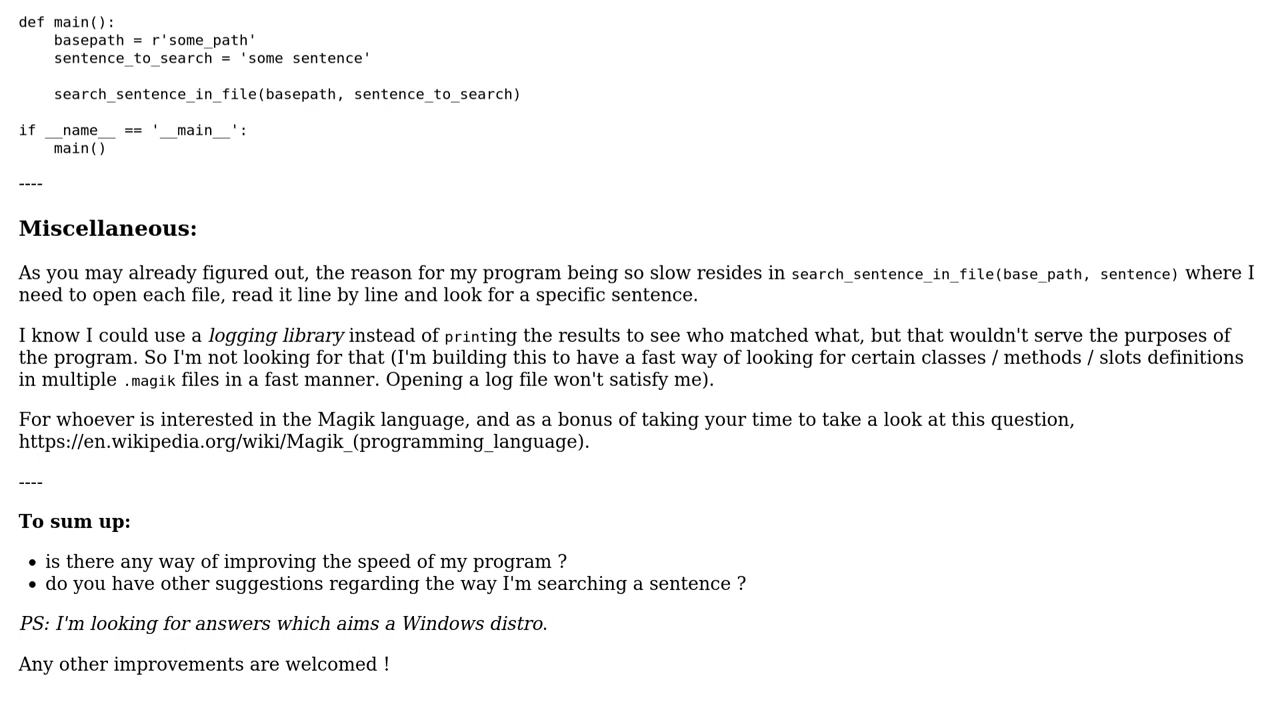 def main():
    basepath = r'some_path'
    sentence_to_search = 'some sentence'

    search_sentence_in_file(basepath, sentence_to_search)

if __name__ == '__main__':
    main()
----
Miscellaneous:
As you may already figured out, the reason for my program being so slow resides in search_sentence_in_file(base_path, sentence) where I
need to open each file, read it line by line and look for a specific sentence.
I know I could use a logging library instead of printing the results to see who matched what, but that wouldn't serve the purposes of
the program. So I'm not looking for that (I'm building this to have a fast way of looking for certain classes / methods / slots definitions
in multiple .magik files in a fast manner. Opening a log file won't satisfy me).
For whoever is interested in the Magik language, and as a bonus of taking your time to take a look at this question,
https://en.wikipedia.org/wiki/Magik_(programming_language).
----
To sum up:
• is there any way of improving the speed of my program ?
• do you have other suggestions regarding the way I'm searching a sentence ?
PS: I'm looking for answers which aims a Windows distro.
Any other improvements are welcomed !